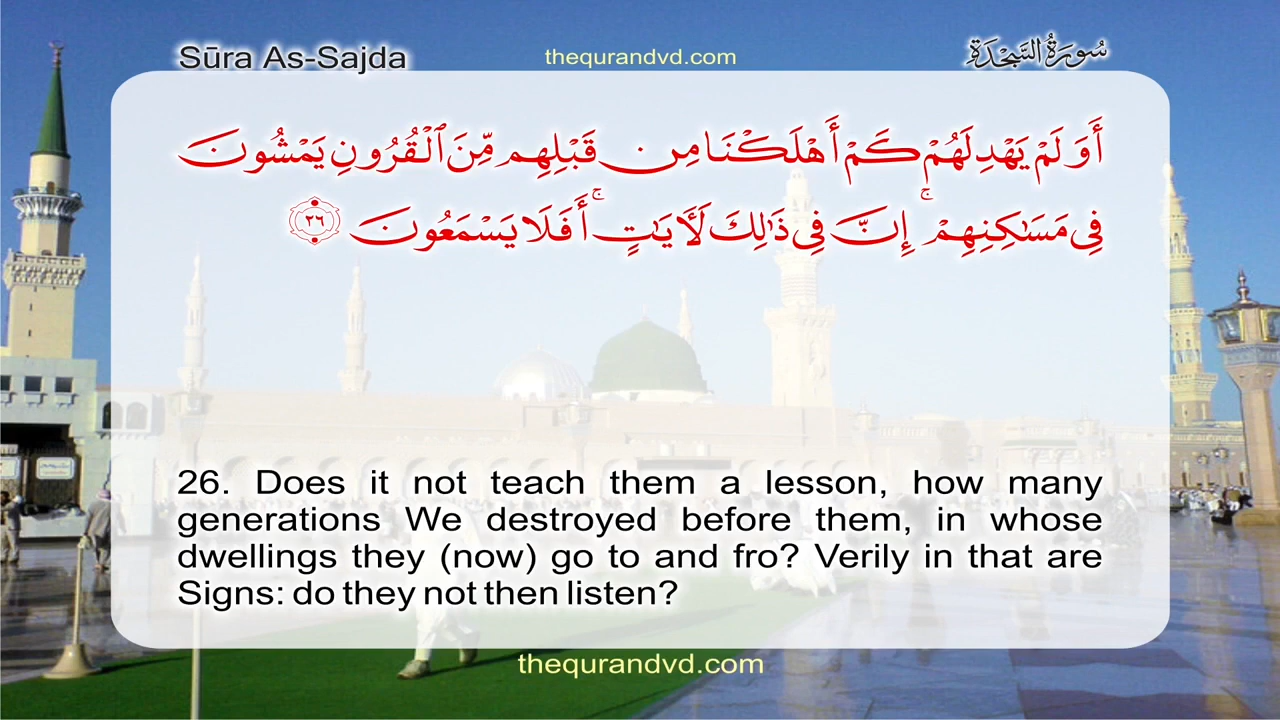 Sūra As-Sajda
thequrandvd.com
سُورَةُ السَّجْدَة
أَوَلَمْ يَهْدِ لَهُمْ كَمْ أَهْلَكْنَا مِن قَبْلِهِم مِّنَ ٱلْقُرُونِ يَمْشُونَ
فِى مَسَٰكِنِهِمْ ۚ إِنَّ فِى ذَٰلِكَ لَءَايَٰتٍ ۚ أَفَلَا يَسْمَعُونَ ٢٦
26. Does it not teach them a lesson, how many
generations We destroyed before them, in whose
dwellings they (now) go to and fro? Verily in that are
Signs: do they not then listen?
thequrandvd.com